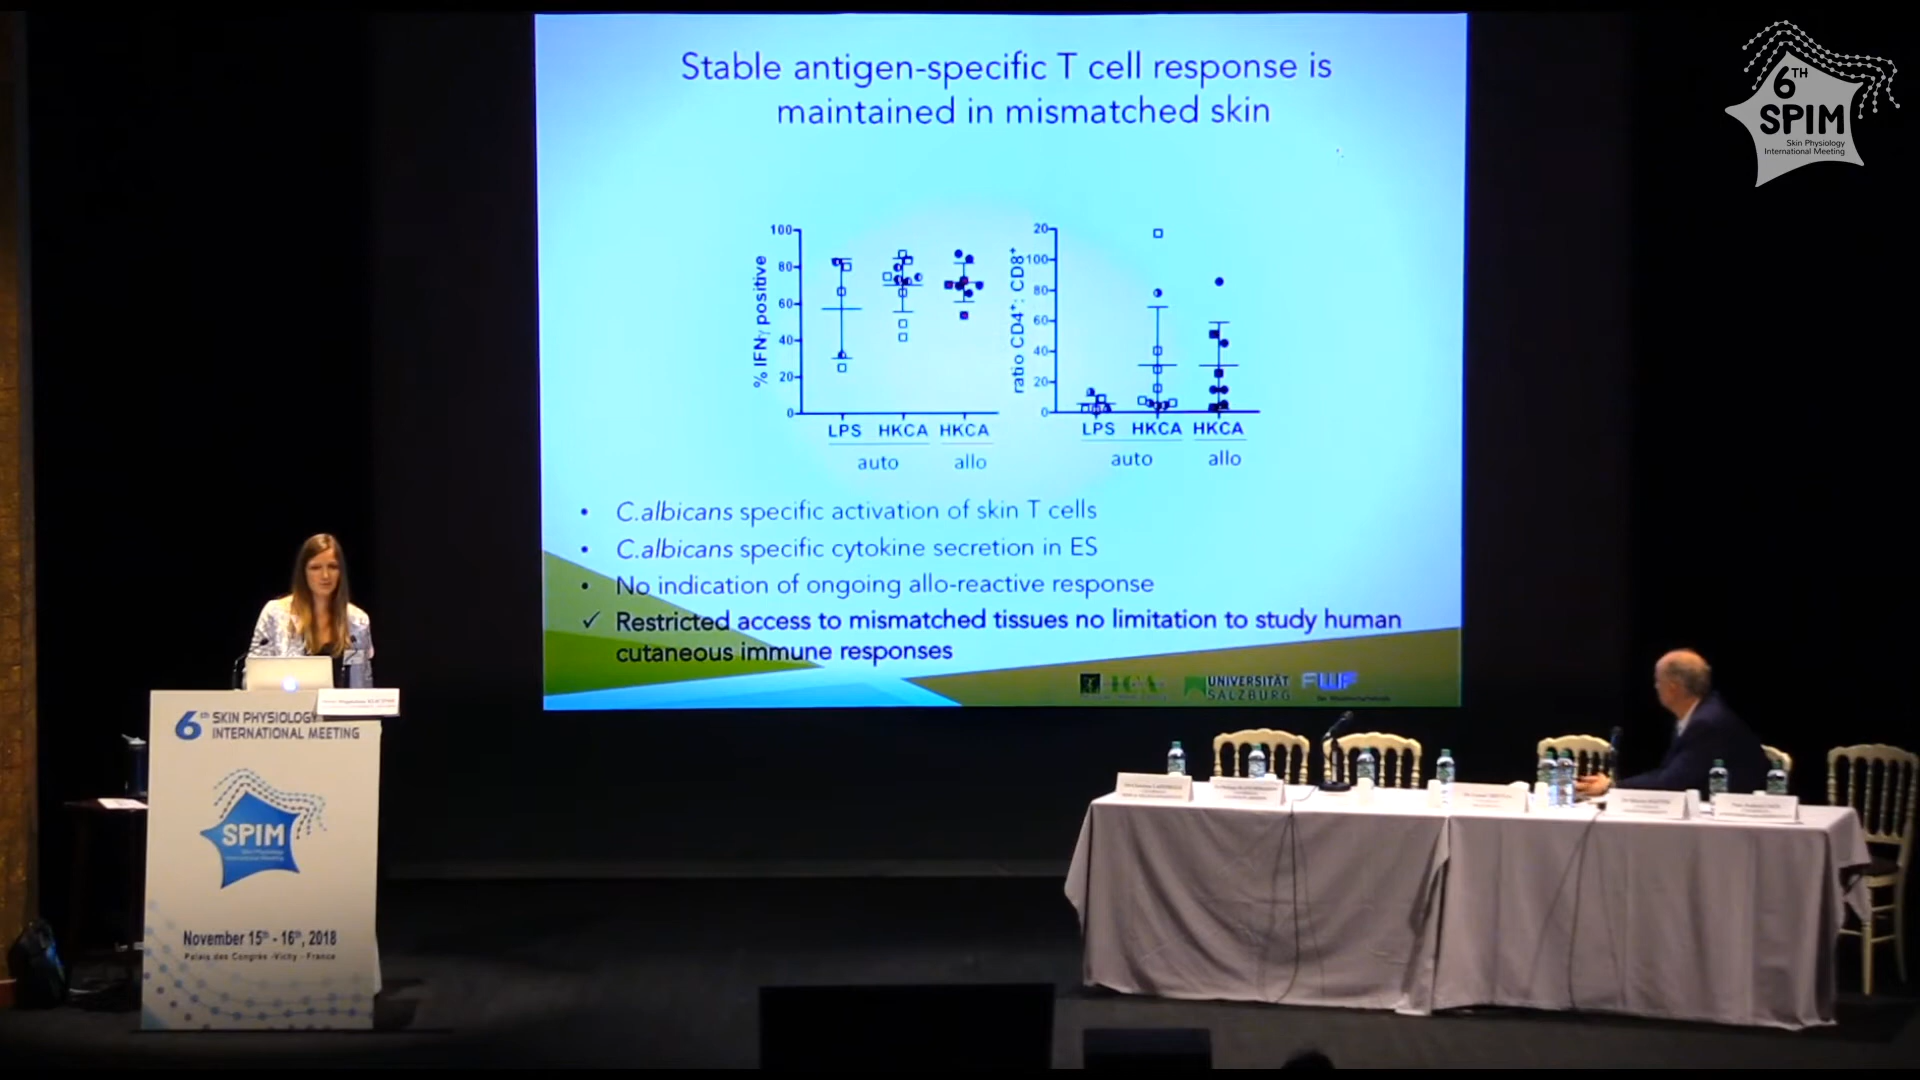 Stable antigen-specific T cell response is
maintained in mismatched skin
% IFNγ positive
100
80
60
40
20
0
LPS HKCA HKCA
auto allo
ratio CD4+: CD8+
20
100
80
60
40
20
0
LPS HKCA HKCA
auto allo
• C.albicans specific activation of skin T cells
• C.albicans specific cytokine secretion in ES
• No indication of ongoing allo-reactive response
✓ Restricted access to mismatched tissues no limitation to study human
cutaneous immune responses
UNIVERSITÄT
SALZBURG
FWF
6TH
SPIM
Skin Physiology
International Meeting
6th SKIN PHYSIOLOGY
INTERNATIONAL MEETING
SPIM
Skin Physiology
International Meeting
November 15th - 16th, 2018
Palais des Congrès - Vichy - France